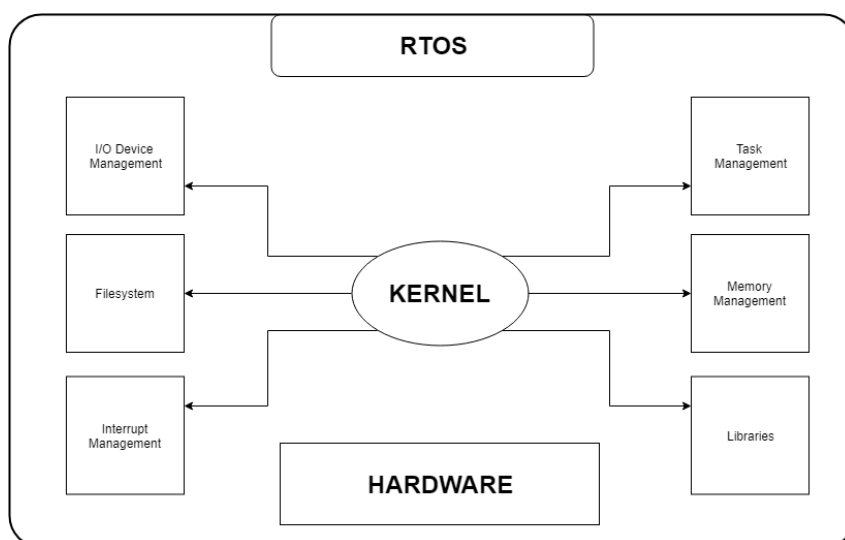 RTOS
I/O Device
Management
Task
Management
Filesystem
KERNEL
Memory
Management
Interrupt
Management
Libraries
HARDWARE